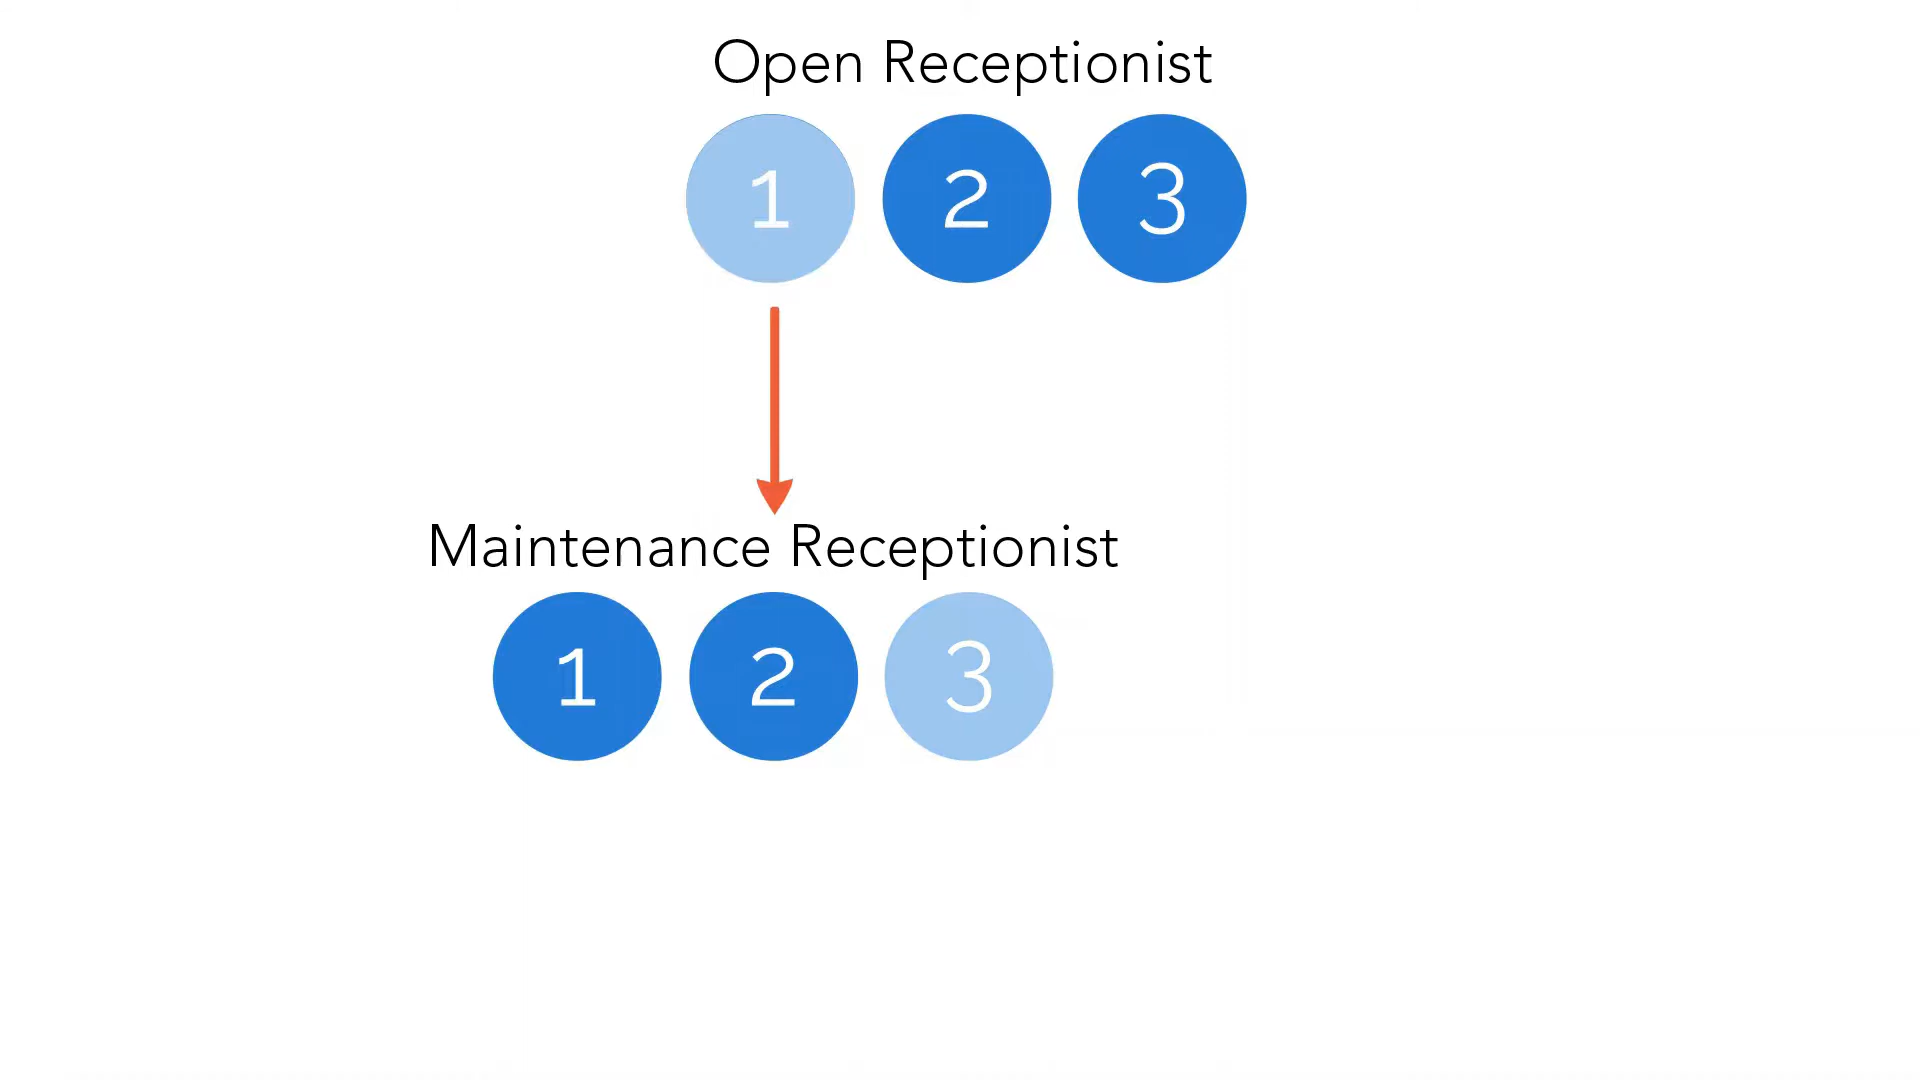 Open Receptionist
1 2 3
Maintenance Receptionist
1 2 3